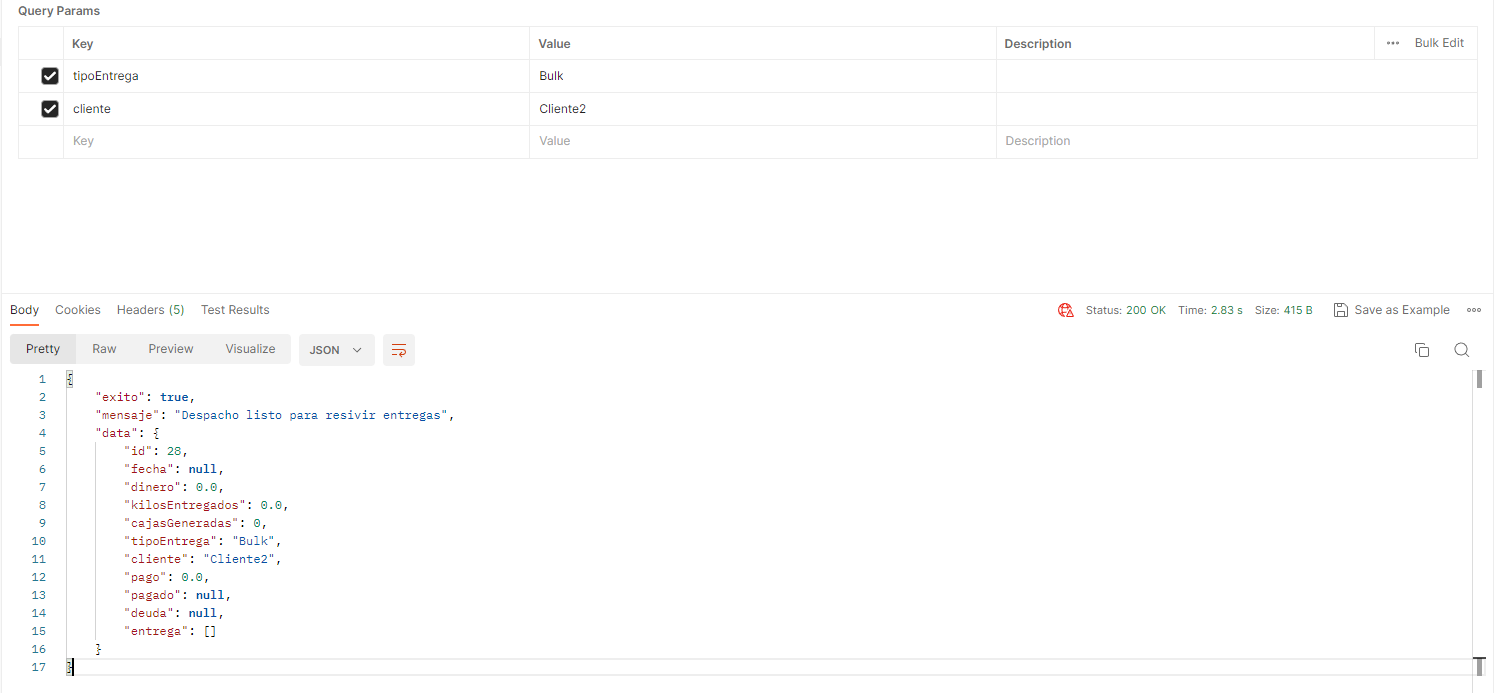 Query Params
Key Value Description ••• Bulk Edit
tipoEntrega Bulk
cliente Cliente2
Key Value Description
Body Cookies Headers (5) Test Results Status: 200 OK Time: 2.83 s Size: 415 B Save as Example
Pretty Raw Preview Visualize JSON
1 {
2 "exito": true,
3 "mensaje": "Despacho listo para resivir entregas",
4 "data": {
5 "id": 28,
6 "fecha": null,
7 "dinero": 0.0,
8 "kilosEntregados": 0.0,
9 "cajasGeneradas": 0,
10 "tipoEntrega": "Bulk",
11 "cliente": "Cliente2",
12 "pago": 0.0,
13 "pagado": null,
14 "deuda": null,
15 "entrega": []
16 }
17 }